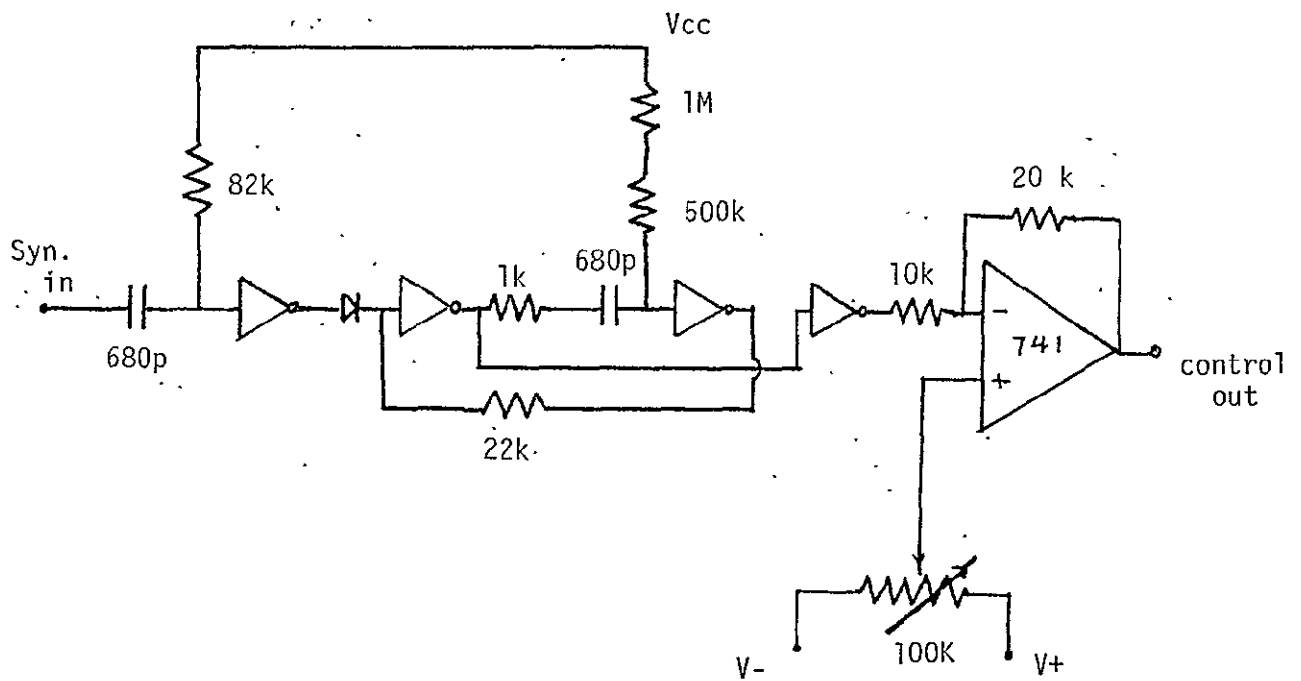 Vcc
1M
82k
500k
20 k
Syn.
in
680p
1k
680p
10k
-
741
+
control
out
22k
100K
V-
V+